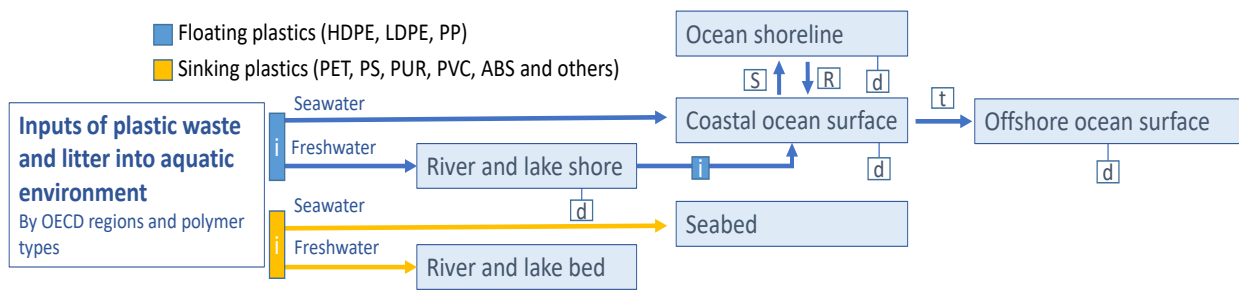 Floating plastics (HDPE, LDPE, PP)
Sinking plastics (PET, PS, PUR, PVC, ABS and others)
Ocean shoreline
S
R
d
Inputs of plastic waste
and litter into aquatic
environment
By OECD regions and polymer
types
i
Seawater
Freshwater
River and lake shore
d
i
Coastal ocean surface
d
t
Offshore ocean surface
d
i
Seawater
Freshwater
Seabed
River and lake bed